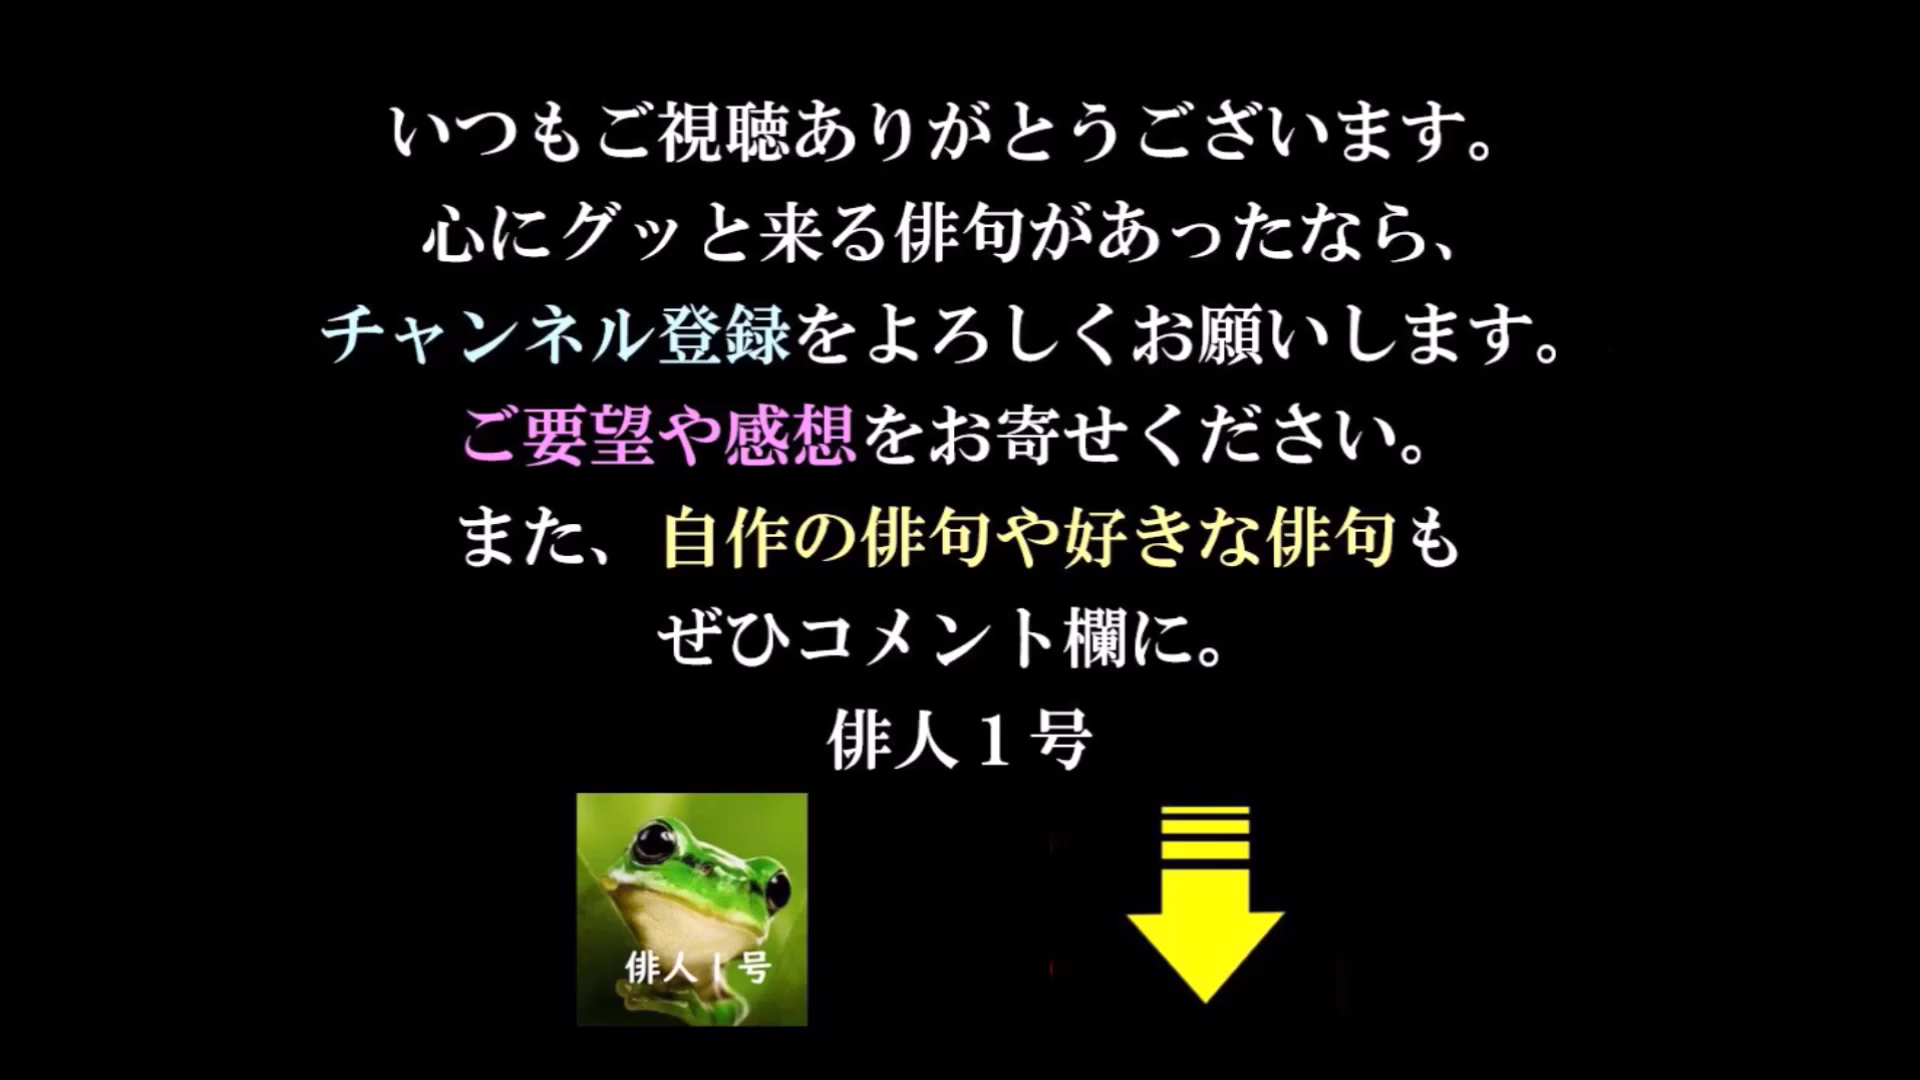 いつもご視聴ありがとうございます。
心にグッと来る俳句があったなら、
チャンネル登録をよろしくお願いします。
ご要望や感想をお寄せください。
また、自作の俳句や好きな俳句も
ぜひコメント欄に。
俳人１号
俳人１号